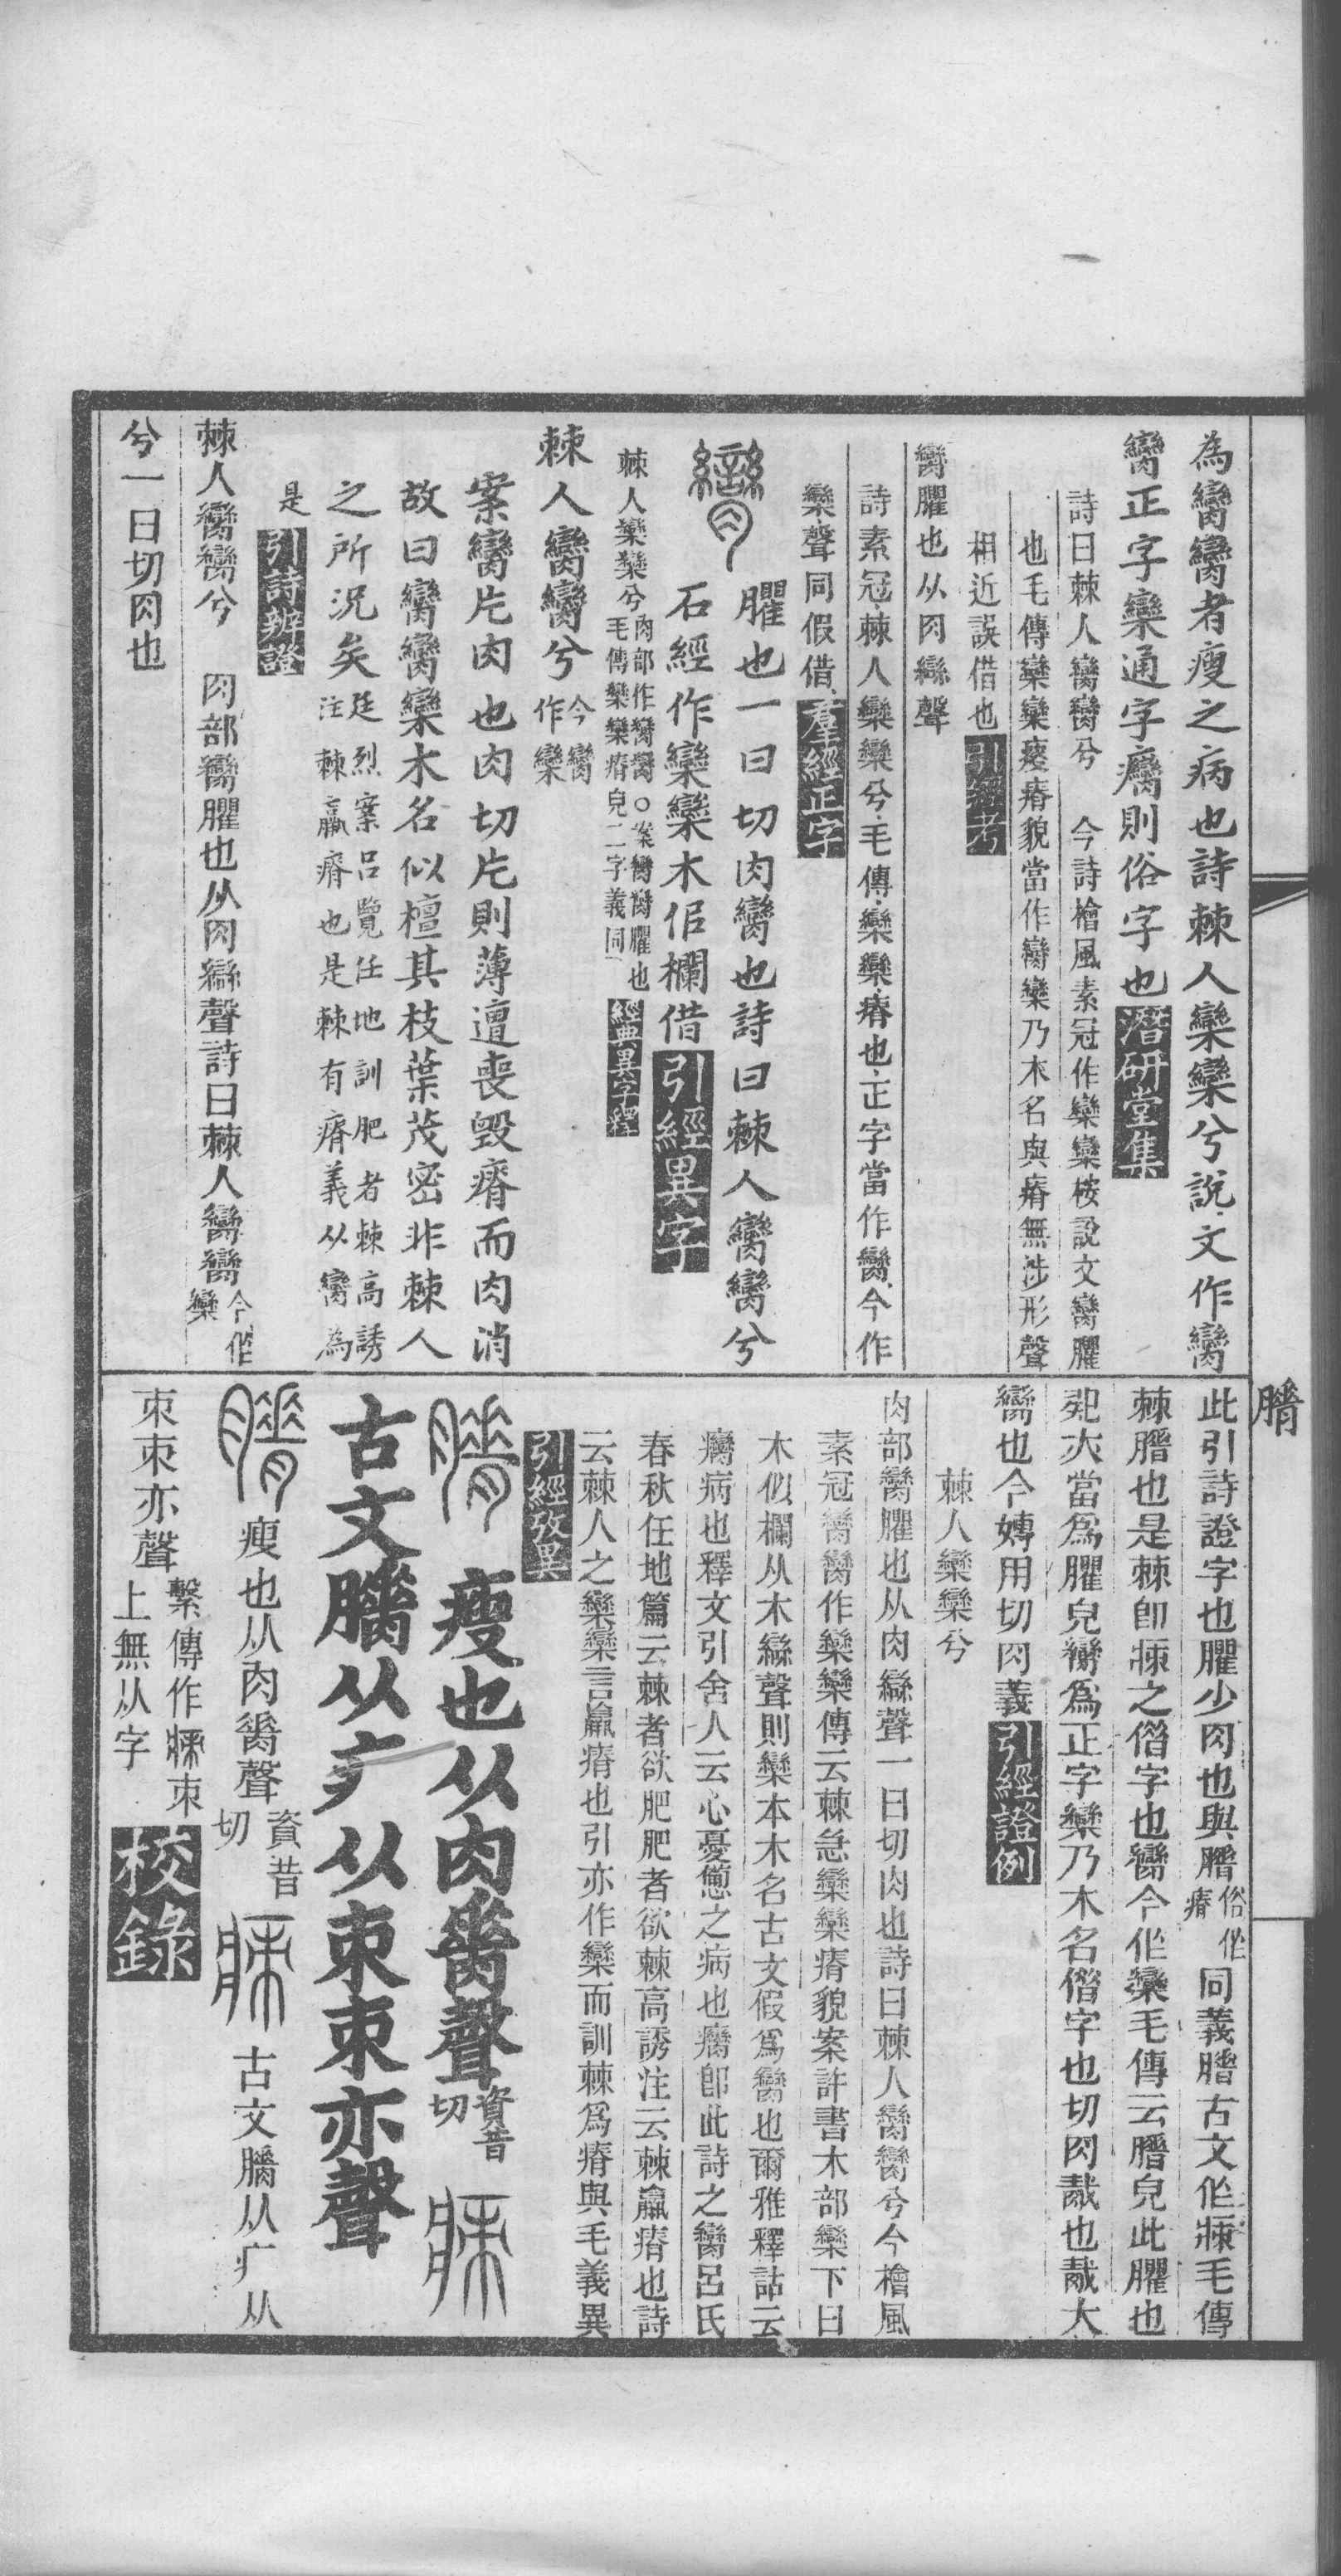 為臠臠者瘦之病也詩棘人欒欒兮說文作臠
臠正字欒通字癵則俗字也潛研堂集
詩曰棘人臠臠兮　今詩檜風素冠作欒欒桉說文臠臞
也毛傳欒欒瘦瘠貌當作臠欒乃木名與瘠無涉形聲
相近誤借也引經考
臠臞也从肉䜌聲
詩素冠棘人欒欒兮毛傳欒欒瘠也正字當作臠今作
欒聲同假借羣經正字
臞也一曰切肉臠也詩曰棘人臠臠兮
石經作欒欒木佀欄借引經異字
棘人欒欒兮肉部作臠臠○案臠臠臞也
毛傳欒欒瘠皃二字義同經典異字釋
棘人臠臠兮今臠
作欒
案臠片肉也肉切片則薄遭喪毀瘠而肉消
故曰臠臠欒木名似檀其枝葉茂密非棘人
之所況矣廷烈案呂覽任地訓肥者棘高誘
注棘羸瘠也是棘有瘠義从臠為
是引詩辨證
棘人臠臠兮　肉部臠臞也从肉䜌聲詩曰棘人臠臠今作
欒
兮一曰切肉也
此引詩證字也臞少肉也與膌俗作
瘠同義膌古文作㾊毛傳
棘膌也是棘卽㾊之偣字也臠今作欒毛傳云膌皃此臞也
當爲臞皃臠爲正字欒乃木名偣字也切肉胾也胾大
臠也今轉用切肉義引經證例
棘人欒欒兮
肉部臠臞也从肉䜌聲一曰切肉也詩曰棘人臠臠兮今檜風
素冠臠臠作欒欒傳云棘急欒欒瘠貌案許書木部欒下曰
木似欄从木䜌聲則欒本木名古文假爲臠也爾雅釋詁云
癵病也釋文引舍人云心憂憊之病也癵卽此詩之臠呂氏
春秋任地篇云棘者欲肥肥者欲棘高誘注云棘羸瘠也詩
云棘人之欒欒言羸瘠也引亦作欒而訓棘爲瘠與毛義異
引經攷異
瘦也从肉脊聲資昔
切
古文膌从疒从朿朿亦聲
瘦也从肉脊聲資昔
切
古文膌从疒从
朿朿亦聲繫傳作㾊朿
上無从字校錄
膌